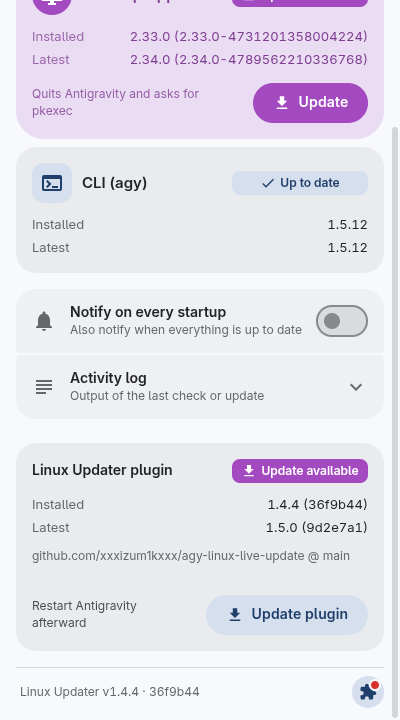 Installed 2.33.0 (2.33.0-4731201358004224)
Latest 2.34.0 (2.34.0-4789562210336768)
Quits Antigravity and asks for
pkexec
Update
CLI (agy)
Up to date
Installed 1.5.12
Latest 1.5.12
Notify on every startup
Also notify when everything is up to date
Activity log
Output of the last check or update
Linux Updater plugin
Update available
Installed 1.4.4 (36f9b44)
Latest 1.5.0 (9d2e7a1)
github.com/xxxizum1kxxx/agy-linux-live-update @ main
Restart Antigravity
afterward
Update plugin
Linux Updater v1.4.4 · 36f9b44